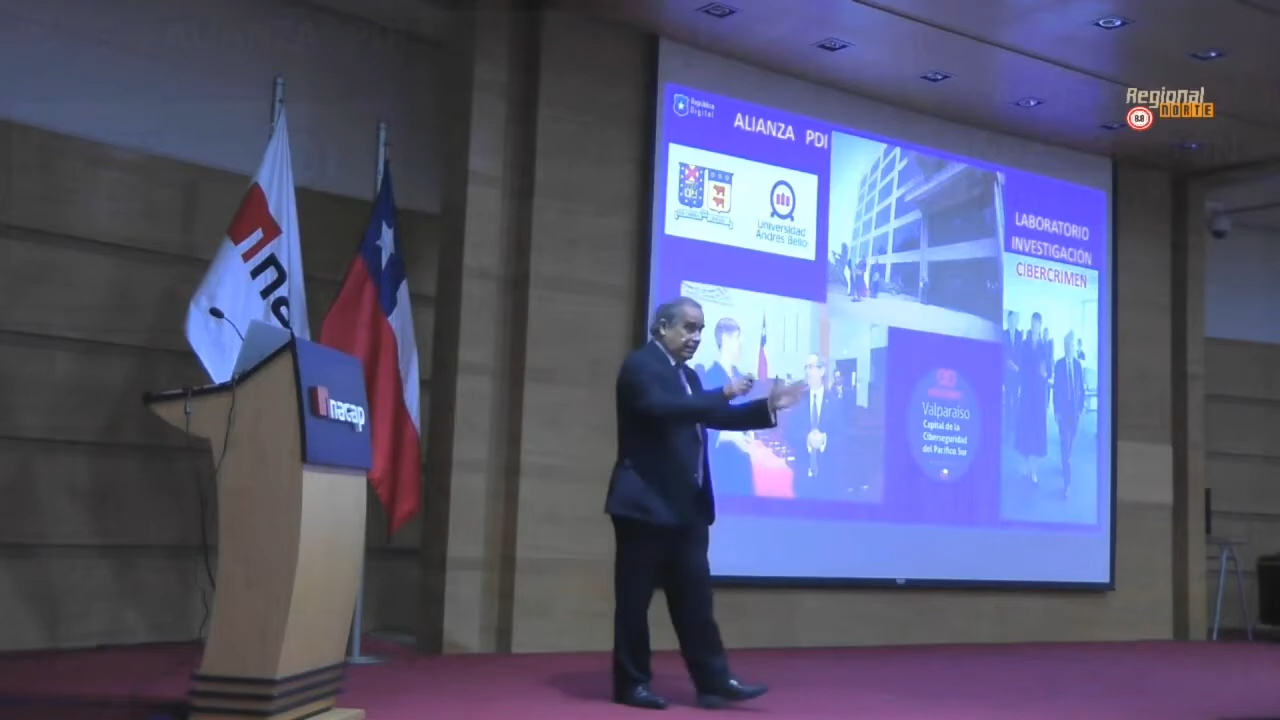 Regional
88 NORTE
República
Digital
ALIANZA PDI
Universidad
Andrés Bello
LABORATORIO
INVESTIGACIÓN
CIBERCRIMEN
Valparaíso
Capital de la
Ciberseguridad
del Pacífico Sur
inac
inacap